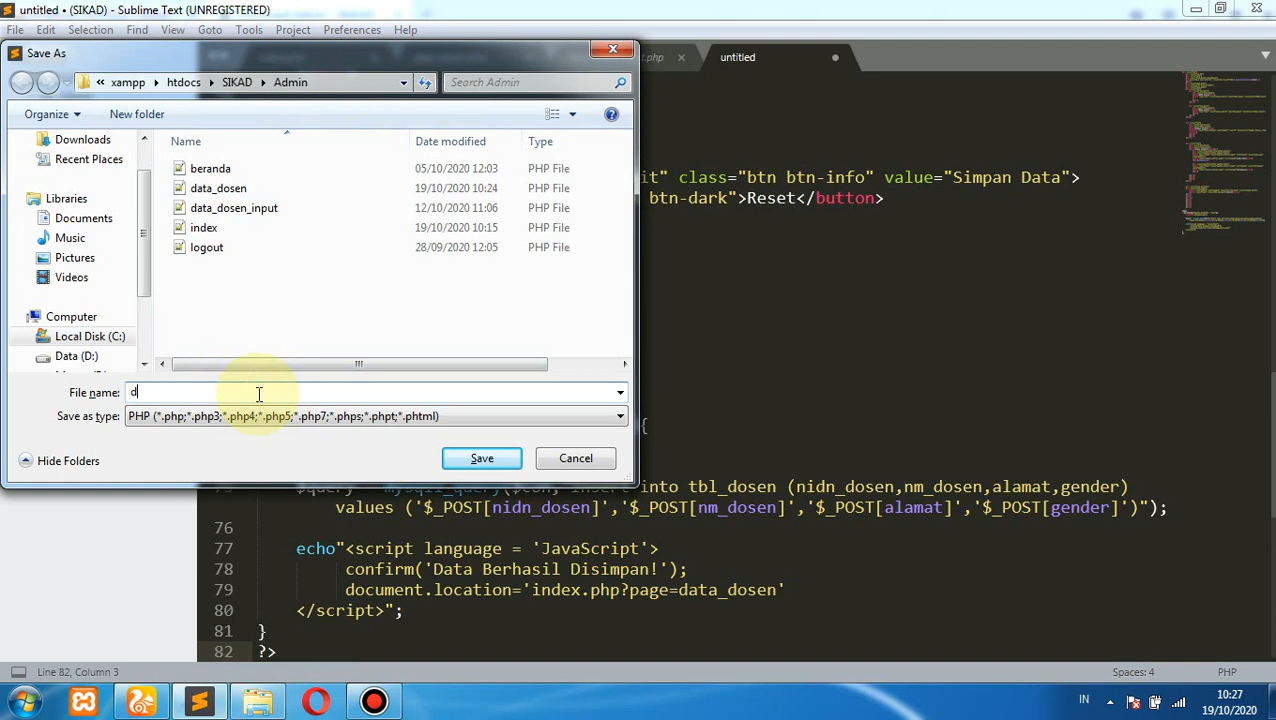 untitled • (SIKAD) - Sublime Text (UNREGISTERED)
File Edit Selection Find View Goto Tools Project Preferences Help
Save As
t.php
untitled
« xampp htdocs SIKAD Admin
Search Admin
Organize New folder
Downloads
Recent Places
Libraries
Documents
Music
Pictures
Videos
Computer
Local Disk (C:)
Data (D:)
Name Date modified Type
beranda 05/10/2020 12:03 PHP File
data_dosen 19/10/2020 10:24 PHP File
data_dosen_input 12/10/2020 11:06 PHP File
index 19/10/2020 10:15 PHP File
logout 28/09/2020 12:05 PHP File
File name: d
Save as type: PHP (*.php;*.php3;*.php4;*.php5;*.php7;*.phps;*.phpt;*.phtml)
Hide Folders Save Cancel
it" class="btn btn-info" value="Simpan Data">
btn-dark">Reset</button>
{
into tbl_dosen (nidn_dosen,nm_dosen,alamat,gender)
values ('$_POST[nidn_dosen]','$_POST[nm_dosen]','$_POST[alamat]','$_POST[gender]')");
76
77 echo"<script language = 'JavaScript'>
78 confirm('Data Berhasil Disimpan!');
79 document.location='index.php?page=data_dosen'
80 </script>";
81 }
82 ?>
Line 82, Column 3 Spaces: 4 PHP
IN 10:27
19/10/2020